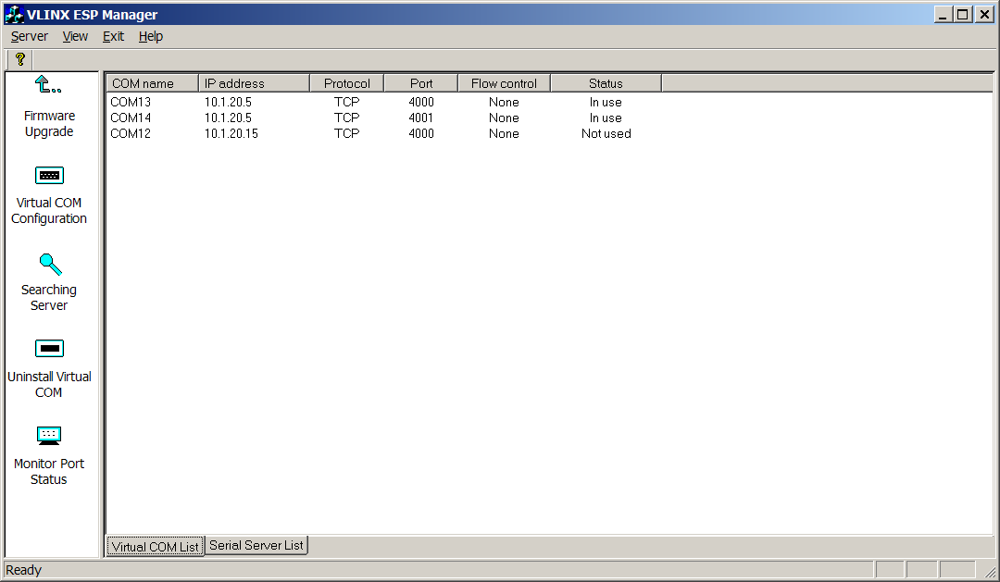 VLINX ESP Manager
Server View Exit Help
?
Firmware
Upgrade
Virtual COM
Configuration
Searching
Server
Uninstall Virtual
COM
Monitor Port
Status
COM name IP address Protocol Port Flow control Status
COM13 10.1.20.5 TCP 4000 None In use
COM14 10.1.20.5 TCP 4001 None In use
COM12 10.1.20.15 TCP 4000 None Not used
Virtual COM List Serial Server List
Ready